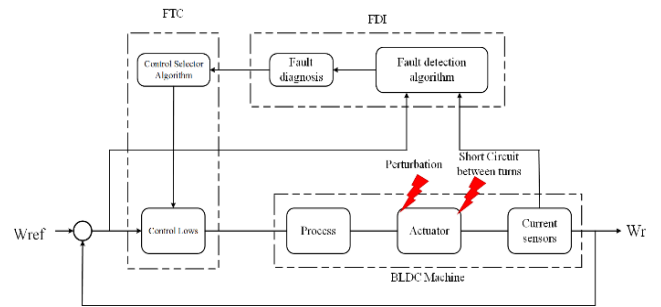 FTC
FDI
Control Selector
Algorithm
Fault
diagnosis
Fault detection
algorithm
Perturbation
Short Circuit
between turns
Wref
Control Lows
Process
Actuator
Current
sensors
Wr
BLDC Machine